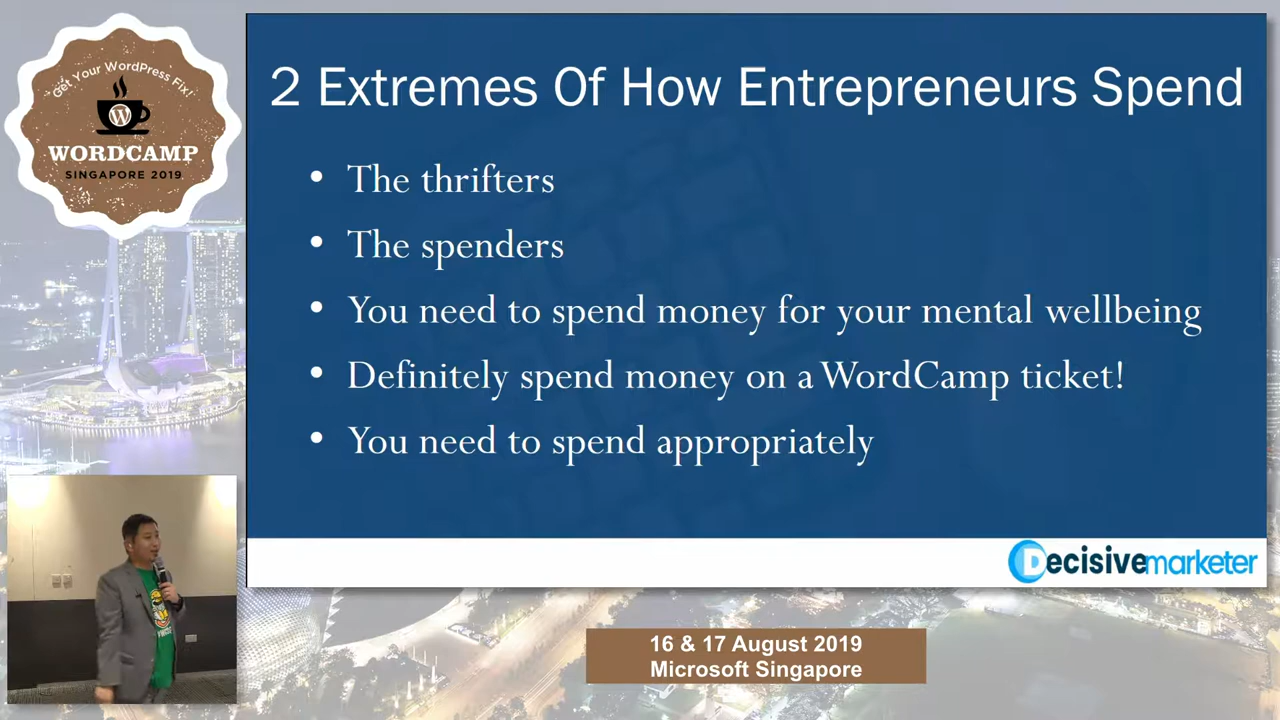 Get Your WordPress Fix!
WORDCAMP
SINGAPORE 2019
2 Extremes Of How Entrepreneurs Spend
• The thrifters
• The spenders
• You need to spend money for your mental wellbeing
• Definitely spend money on a WordCamp ticket!
• You need to spend appropriately
Decisivemarketer
16 & 17 August 2019
Microsoft Singapore